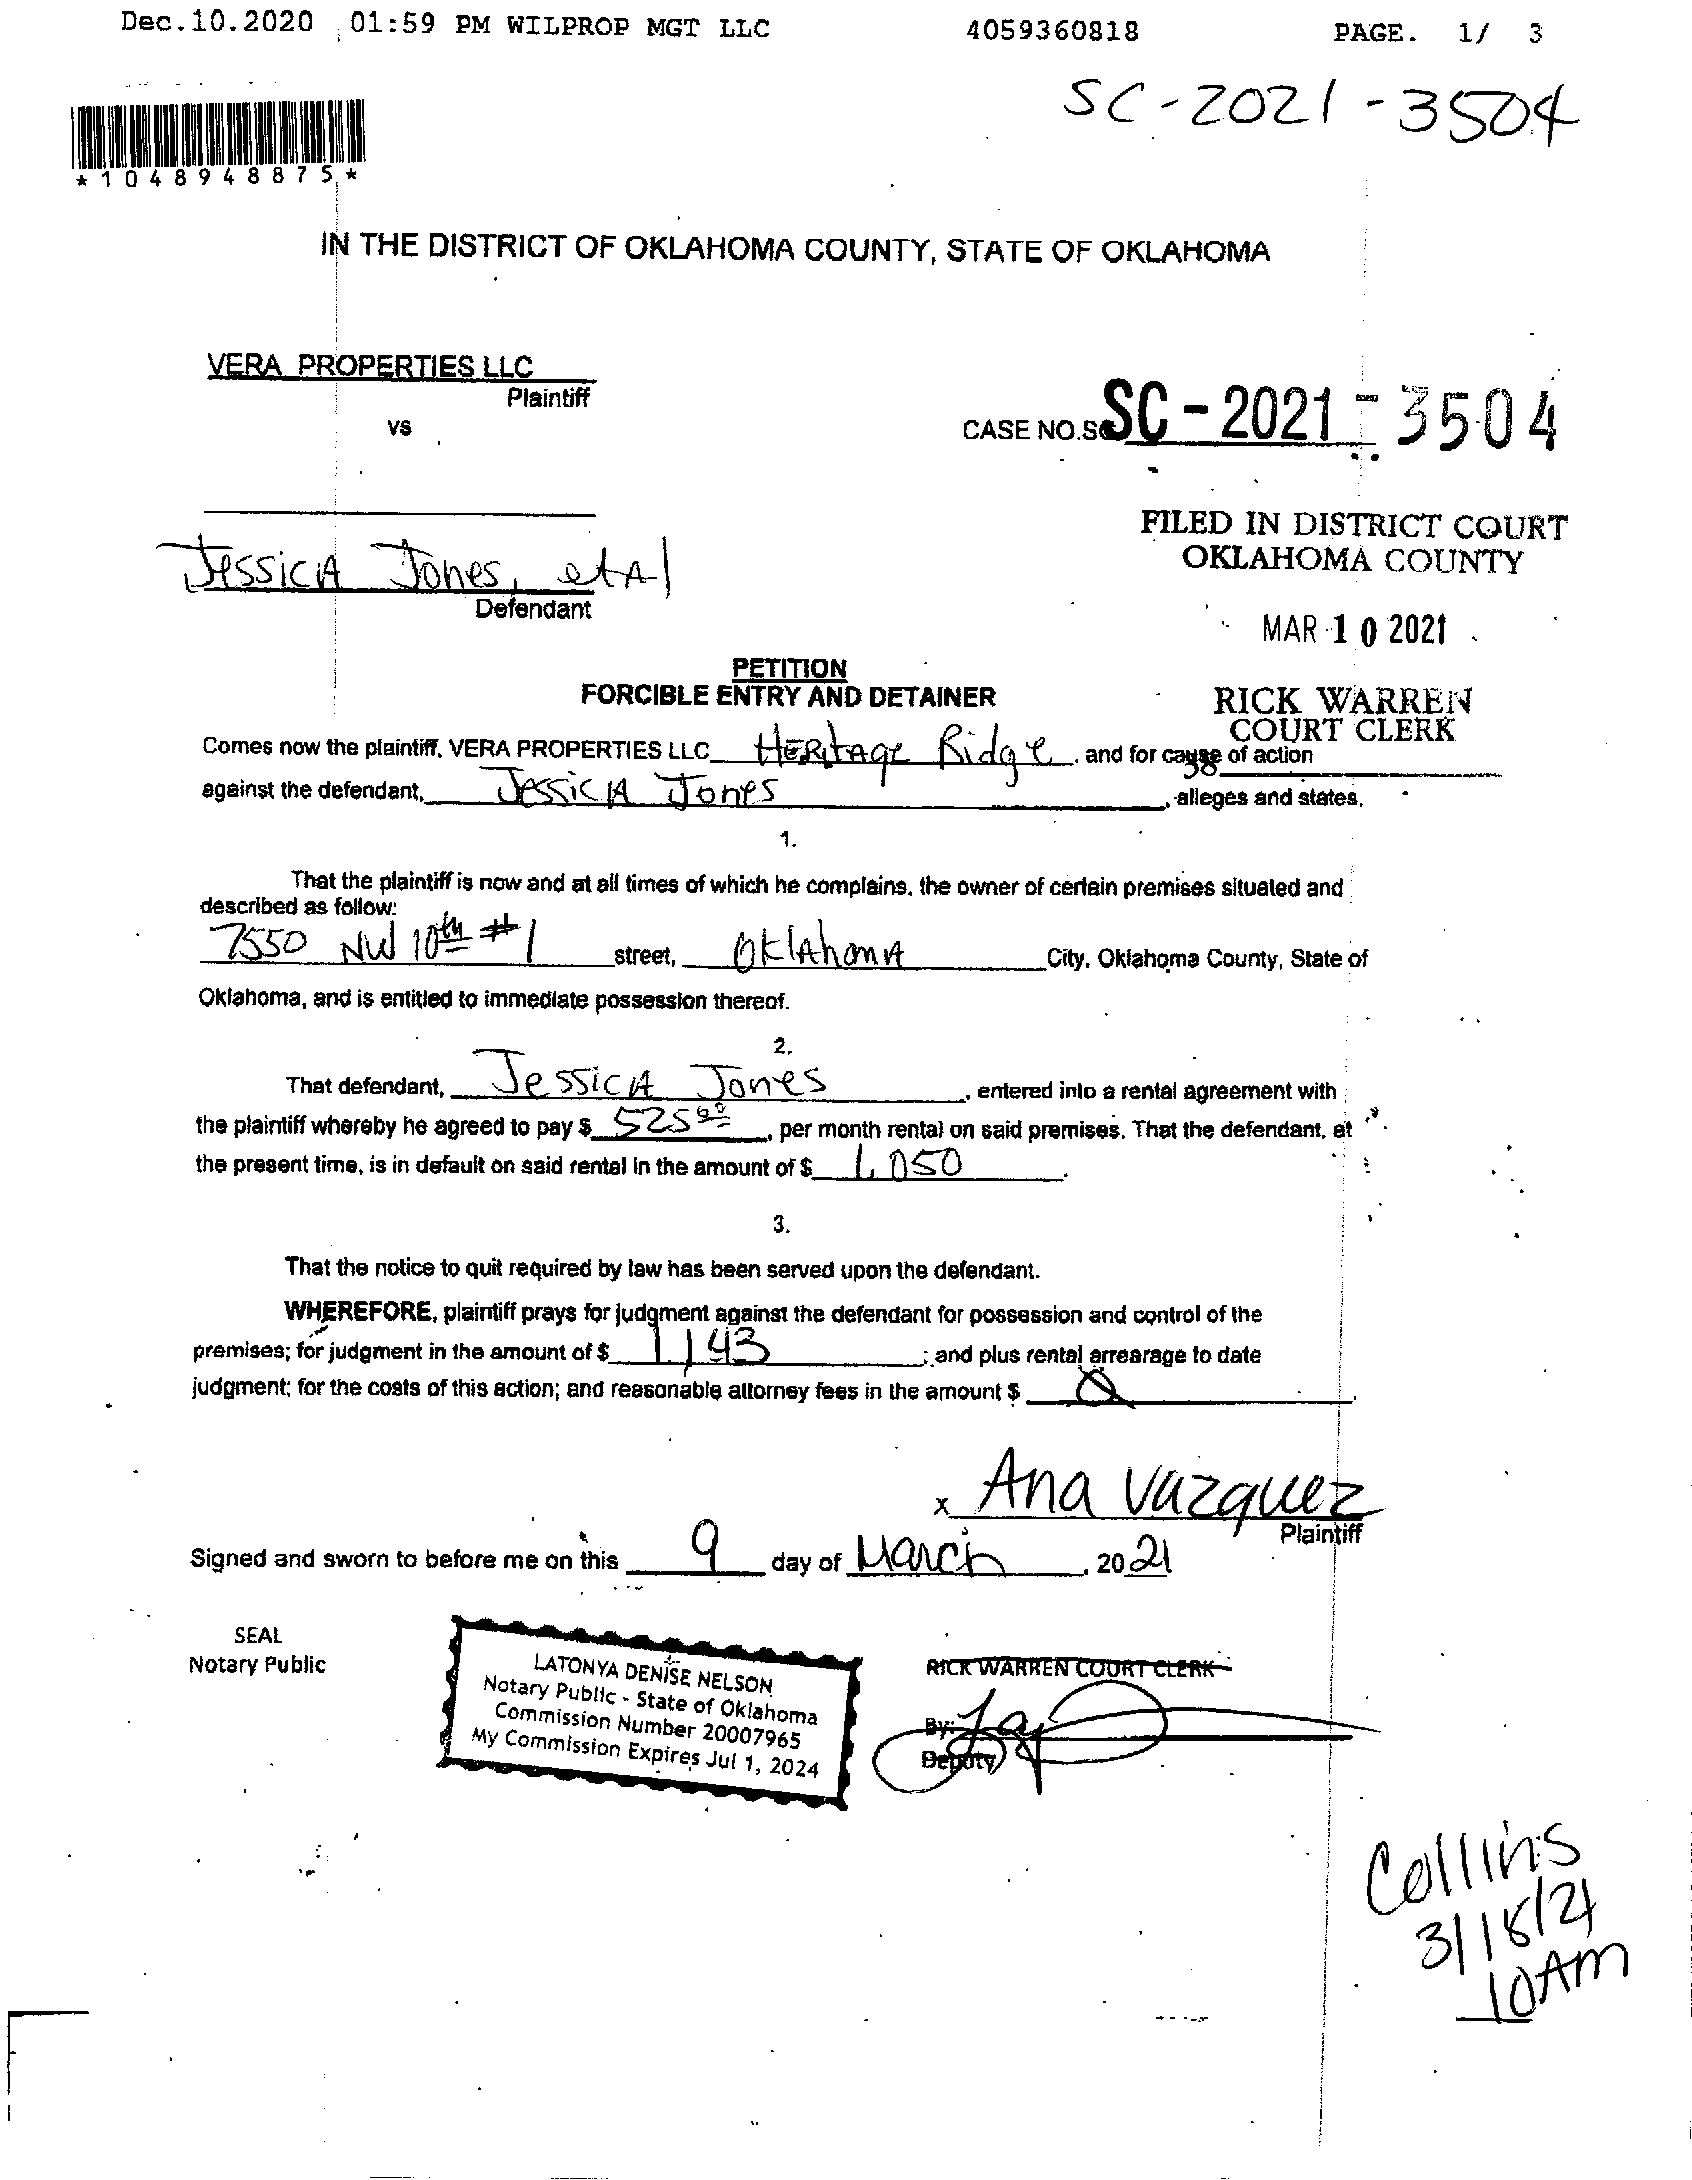 Dec.10.2020 01:59 PM WILPROP MGT LLC 4059360818 PAGE. 1/ 3
SC-2021-3504
*1048948875*
IN THE DISTRICT OF OKLAHOMA COUNTY, STATE OF OKLAHOMA
VERA PROPERTIES LLC
Plaintiff
vs
CASE NO.SC SC-2021-3504
FILED IN DISTRICT COURT
OKLAHOMA COUNTY
Jessica Jones, et Al
Defendant
MAR 10 2021
PETITION
FORCIBLE ENTRY AND DETAINER
RICK WARREN
COURT CLERK
38
Comes now the plaintiff, VERA PROPERTIES LLC Heritage Ridge, and for cause of action
against the defendant, Jessica Jones, alleges and states,
1.
That the plaintiff is now and at all times of which he complains, the owner of certain premises situated and
described as follow:
7550 NW 10th #1 street, Oklahoma City, Oklahoma County, State of
Oklahoma, and is entitled to immediate possession thereof.
2.
That defendant, Jessica Jones, entered into a rental agreement with
the plaintiff whereby he agreed to pay $ 525.00, per month rental on said premises. That the defendant, at
the present time, is in default on said rental in the amount of $ 1,050.
3.
That the notice to quit required by law has been served upon the defendant.
WHEREFORE, plaintiff prays for judgment against the defendant for possession and control of the
premises; for judgment in the amount of $ 1,143; and plus rental arrearage to date
judgment; for the costs of this action; and reasonable attorney fees in the amount $ 0.
x Ana Vazquez
Plaintiff
Signed and sworn to before me on this 9 day of March, 2021
SEAL
Notary Public
LATONYA DENISE NELSON
Notary Public - State of Oklahoma
Commission Number 20007965
My Commission Expires Jul 1, 2024
RICK WARREN COURT CLERK
By:
Deputy
Collins
3/18/21
10AM